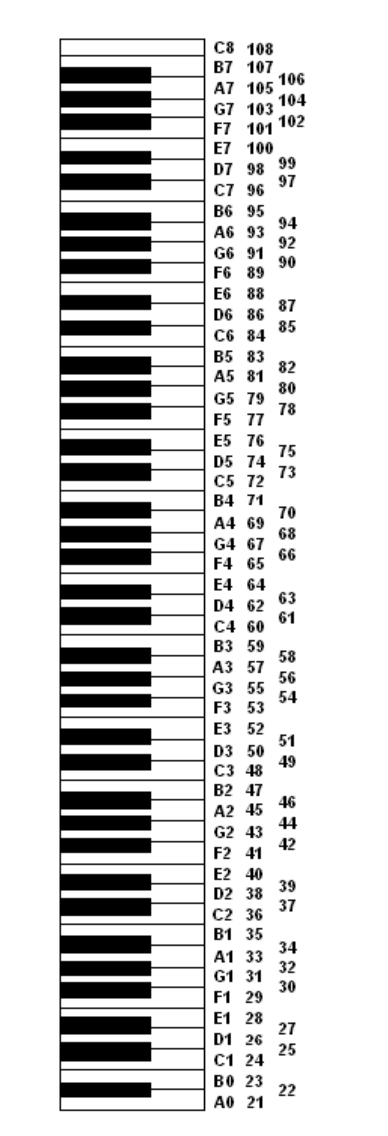 C8 108
B7 107
106
A7 105
104
G7 103
102
F7 101
E7 100
99
D7 98
97
C7 96
B6 95
94
A6 93
92
G6 91
90
F6 89
E6 88
87
D6 86
85
C6 84
B5 83
82
A5 81
80
G5 79
78
F5 77
E5 76
75
D5 74
73
C5 72
B4 71
70
A4 69
68
G4 67
66
F4 65
E4 64
63
D4 62
61
C4 60
B3 59
58
A3 57
56
G3 55
54
F3 53
E3 52
51
D3 50
49
C3 48
B2 47
46
A2 45
44
G2 43
42
F2 41
E2 40
39
D2 38
37
C2 36
B1 35
34
A1 33
32
G1 31
30
F1 29
E1 28
27
D1 26
25
C1 24
B0 23
22
A0 21